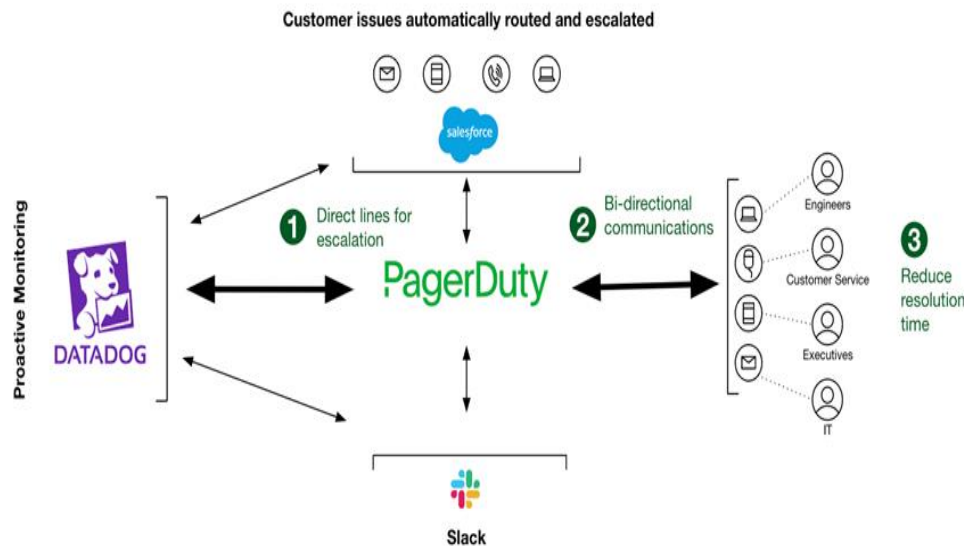 Customer issues automatically routed and escalated
salesforce
Proactive Monitoring
DATADOG
1 Direct lines for
escalation
PagerDuty
2 Bi-directional
communications
Engineers
Customer Service
Executives
IT
3
Reduce
resolution
time
Slack